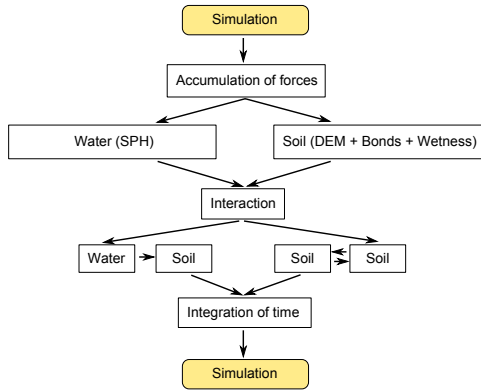 Simulation
Accumulation of forces
Water (SPH)
Soil (DEM + Bonds + Wetness)
Interaction
Water
Soil
Soil
Soil
Integration of time
Simulation